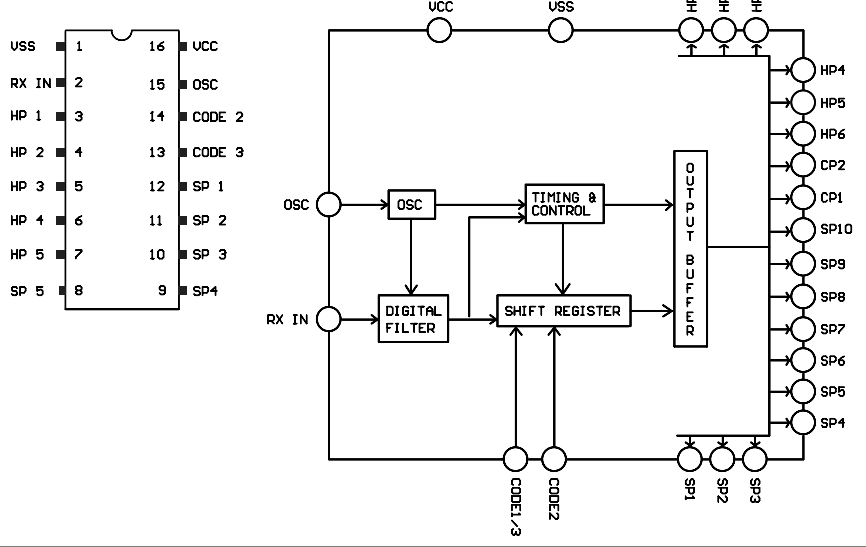 VSS 1 16 VCC
RX IN 2 15 OSC
HP 1 3 14 CODE 2
HP 2 4 13 CODE 3
HP 3 5 12 SP 1
HP 4 6 11 SP 2
HP 5 7 10 SP 3
SP 5 8 9 SP4
VCC
VSS
HP
HP
HP
HP4
HP5
HP6
CP2
CP1
SP10
SP9
SP8
SP7
SP6
SP5
SP4
OSC
OSC
TIMING &
CONTROL
OUTPUT BUFFER
RX IN
DIGITAL
FILTER
SHIFT REGISTER
CODE1/3
CODE2
SP1
SP2
SP3